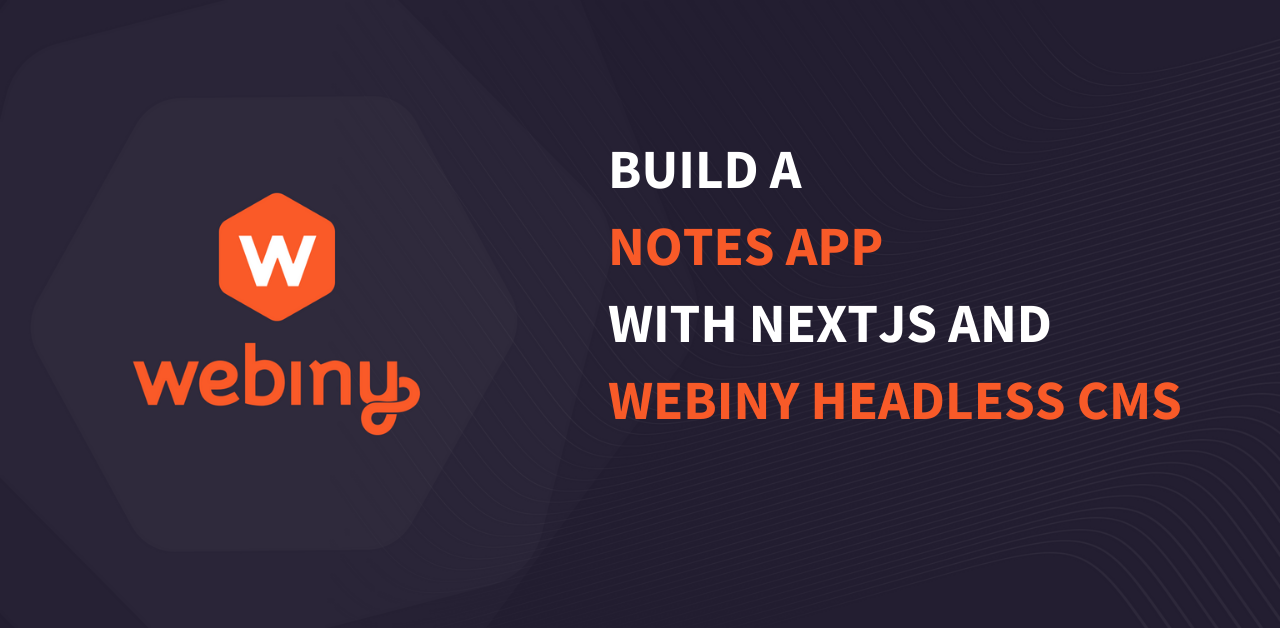 W
webiny
BUILD A
NOTES APP
WITH NEXTJS AND
WEBINY HEADLESS CMS